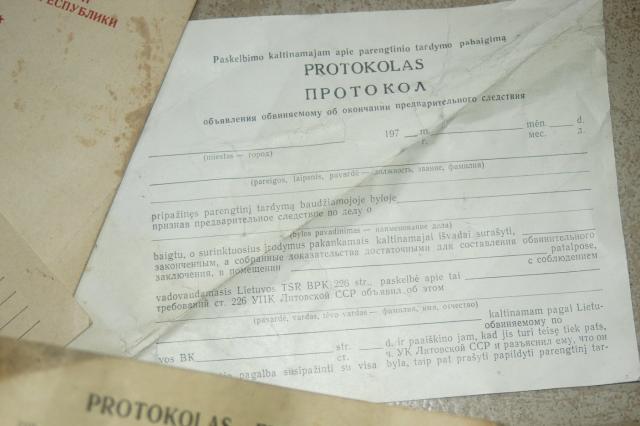 РЕСПУБЛИКИ
Paskelbimo kaltinamajam apie parengtinio tardymo pabaigimą
PROTOKOLAS
ПРОТОКОЛ
объявления обвиняемому об окончании предварительного следствия
197 __ m. ____ mėn. __ d.
г. мес. д.
(miestas — город)
(pareigos, laipsnis, pavardė — должность, звание, фамилия)
pripažinęs parengtinį tardymą baudžiamojoje byloje
признав предварительное следствие по делу о
(bylos pavadinimas — наименование дела)
baigtu, o surinktuosius įrodymus pakankamais kaltinamajai išvadai surašyti,
законченным, а собранные доказательства достаточными для составления обвинительного
заключения, в помещении patalpose,
с соблюдением
vadovaudamasis Lietuvos TSR BPK 226 str., paskelbė apie tai
требований ст. 226 УПК Литовской ССР объявил об этом
(pavardė, vardas, tėvo vardas — фамилия, имя, отчество)
kaltinamam pagal Lietu-
обвиняемому по
vos BK ____ str. ____ d. ir paaiškino jam, kad jis turi teisę tiek pats,
ст. ч. УК Литовской ССР и разъяснил ему, что он
pagalba susipažinti su visa byla, taip pat prašyti papildyti parengtinį tar-
PROTOKOLAS